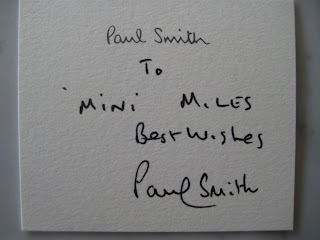 Paul Smith
To
'MINI' MILES
Best Wishes
Paul Smith